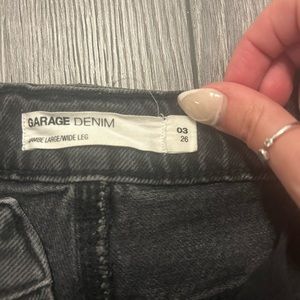 GARAGE DENIM
JAMBE LARGE/WIDE LEG
03
26